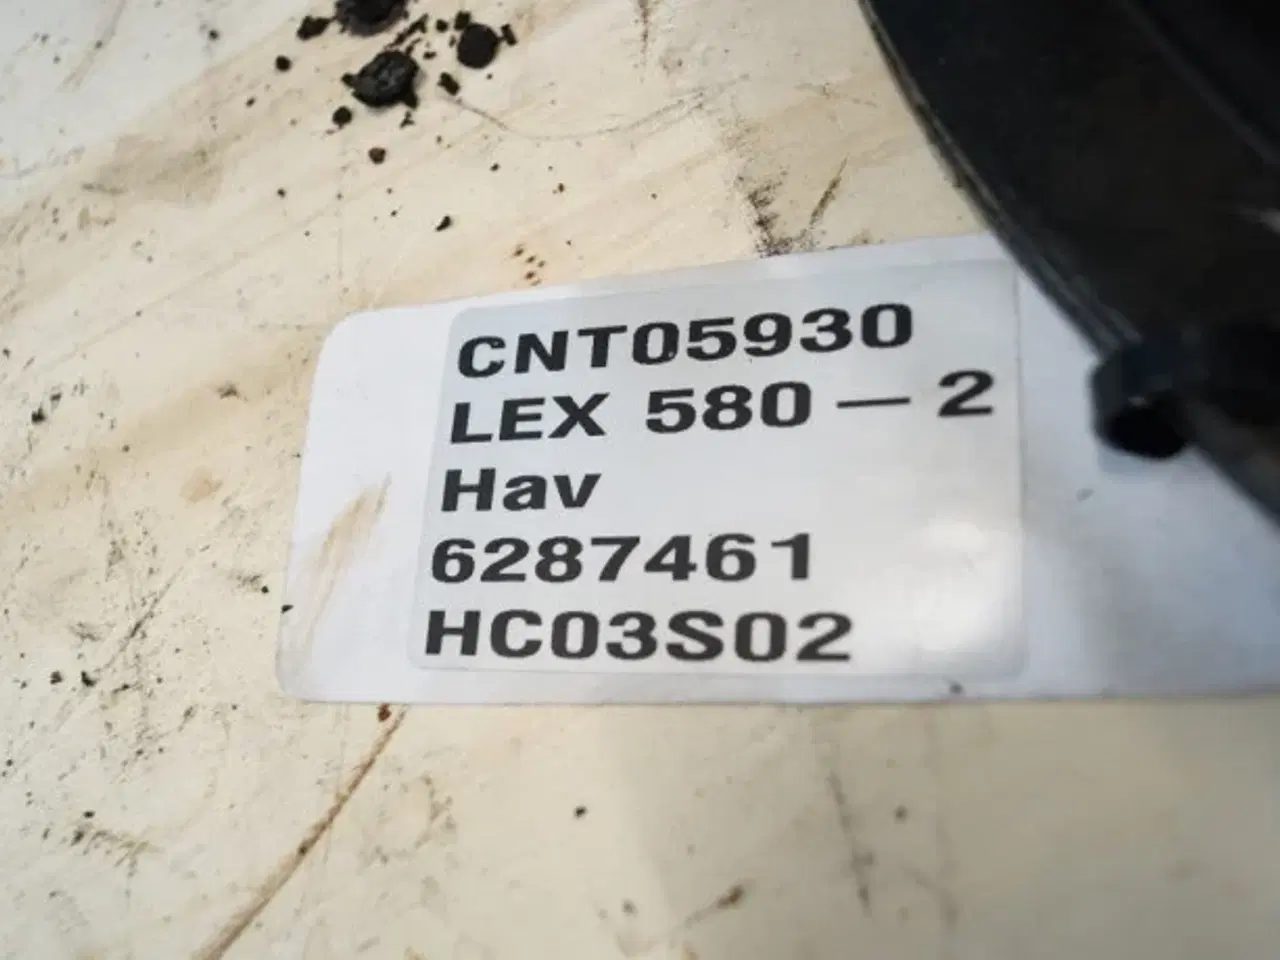 CNT05930
LEX 580 – 2
Hav
6287461
HC03S02